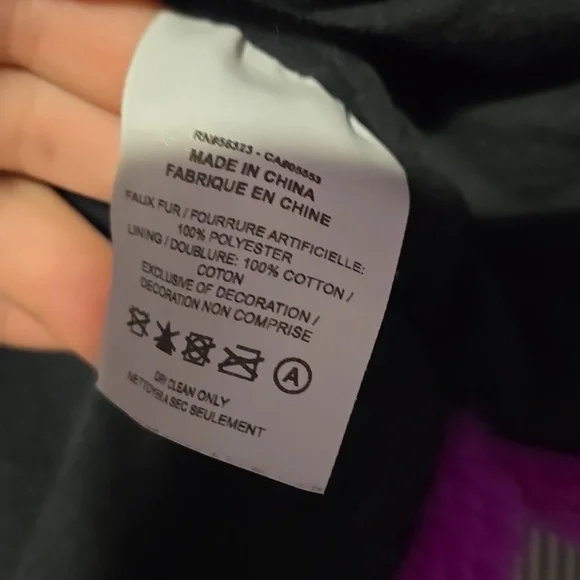 RN#58323 - CA#05553
MADE IN CHINA
FABRIQUE EN CHINE
FAUX FUR / FOURRURE ARTIFICIELLE:
100% POLYESTER
LINING / DOUBLURE: 100% COTTON /
COTON
EXCLUSIVE OF DECORATION /
DECORATION NON COMPRISE
A
DRY CLEAN ONLY
NETTOYER A SEC SEULEMENT